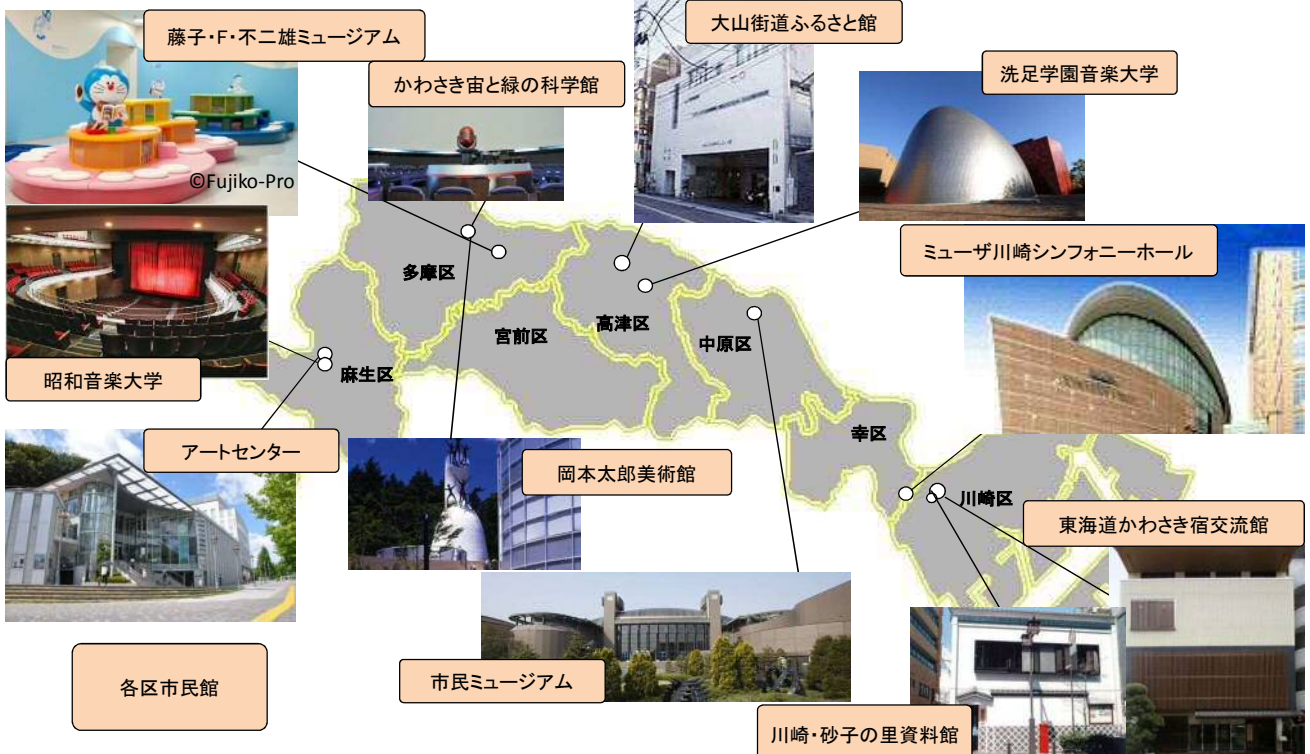 藤子・F・不二雄ミュージアム
かわさき宙と緑の科学館
大山街道ふるさと館
洗足学園音楽大学
©Fujiko-Pro
ミューザ川崎シンフォニーホール
多摩区
宮前区
高津区
中原区
麻生区
昭和音楽大学
幸区
アートセンター
岡本太郎美術館
川崎区
東海道かわさき宿交流館
各区市民館
市民ミュージアム
川崎・砂子の里資料館